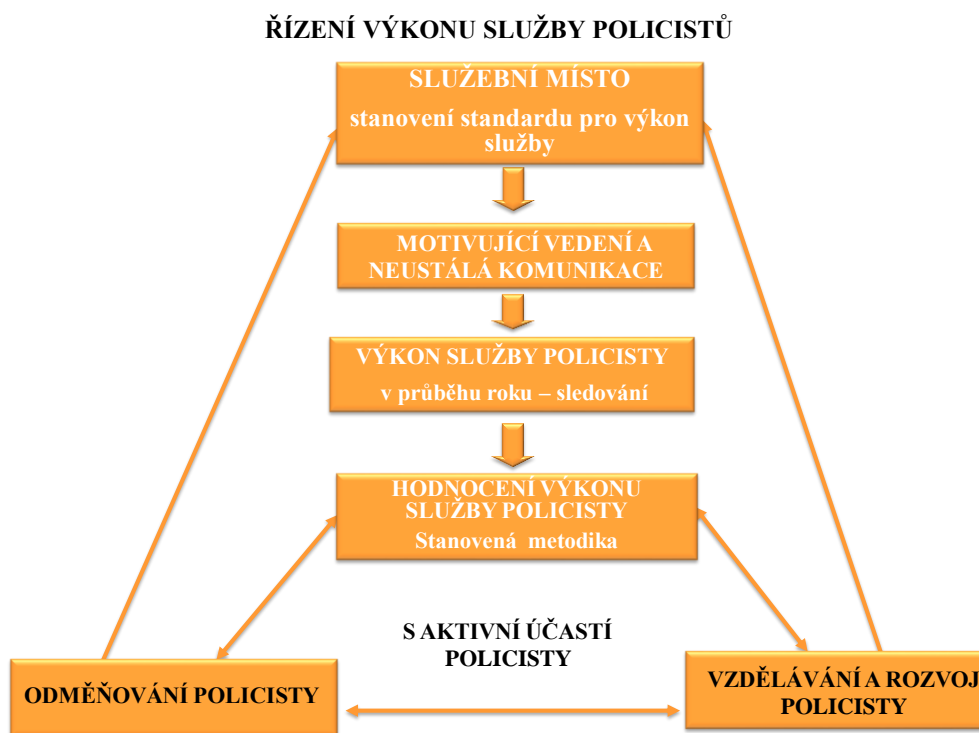 ŘÍZENÍ VÝKONU SLUŽBY POLICISTŮ
SLUŽEBNÍ MÍSTO
stanovení standardu pro výkon
služby
MOTIVUJÍCÍ VEDENÍ A
NEUSTÁLÁ KOMUNIKACE
VÝKON SLUŽBY POLICISTY
v průběhu roku – sledování
HODNOCENÍ VÝKONU
SLUŽBY POLICISTY
Stanovená metodika
S AKTIVNÍ ÚČASTÍ
POLICISTY
ODMĚŇOVÁNÍ POLICISTY
VZDĚLÁVÁNÍ A ROZVOJ
POLICISTY